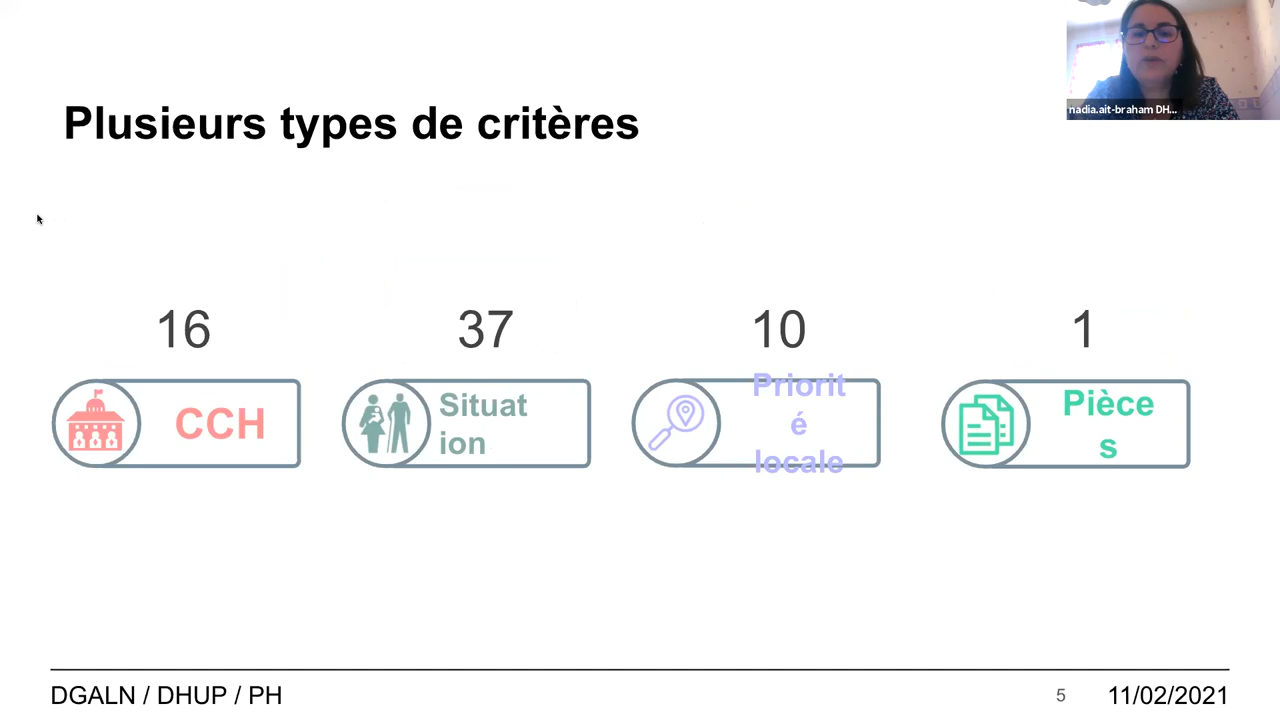 nadia.ait-braham DH...
Plusieurs types de critères
16
37
10
1
CCH
Situat
ion
Priorit
é
locale
Pièce
s
DGALN / DHUP / PH
5
11/02/2021